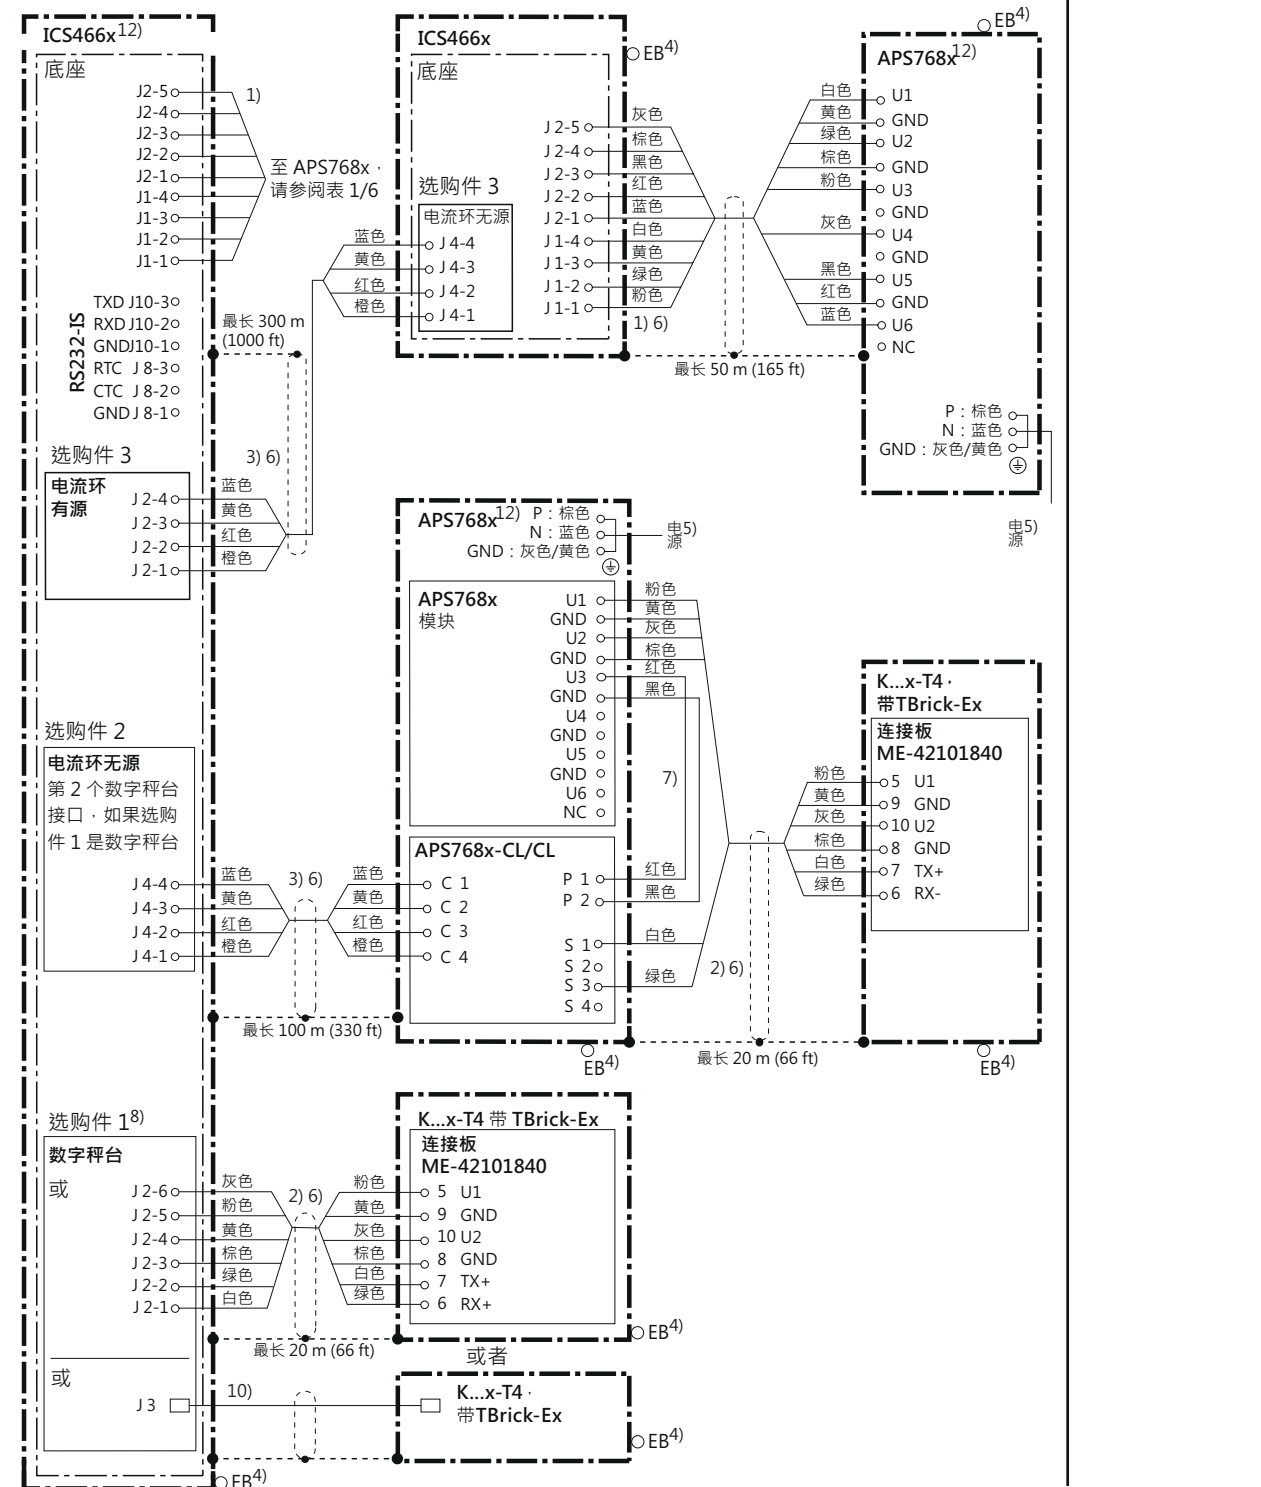 ICS466x12)
底座
J2-5
J2-4
J2-3
J2-2
J2-1
J1-4
J1-3
J1-2
J1-1
1)
至 APS768x，
请参阅表 1/6
RS232-IS
TXD J10-3
RXD J10-2
GND J10-1
RTC J 8-3
CTC J 8-2
GND J 8-1
最长 300 m
(1000 ft)
选购件 3
电流环
有源
J 2-4
J 2-3
J 2-2
J 2-1
蓝色
黄色
红色
橙色
3) 6)
ICS466x
EB4)
底座
选购件 3
电流环无源
J 4-4
J 4-3
J 4-2
J 4-1
蓝色
黄色
红色
橙色
J 2-5
J 2-4
J 2-3
J 2-2
J 2-1
J 1-4
J 1-3
J 1-2
J 1-1
灰色
棕色
黑色
红色
蓝色
白色
黄色
绿色
粉色
1) 6)
最长 50 m (165 ft)
EB4)
APS768x12)
白色
黄色
绿色
棕色
粉色
灰色
黑色
红色
蓝色
U1
GND
U2
GND
U3
GND
U4
GND
U5
GND
U6
NC
P：棕色
N：蓝色
GND：灰色/黄色
电5)
源
APS768x12)
P：棕色
N：蓝色
GND：灰色/黄色
电5)
源
APS768x
模块
U1
GND
U2
GND
U3
GND
U4
GND
U5
GND
U6
NC
粉色
黄色
灰色
棕色
红色
黑色
7)
APS768x-CL/CL
C 1
C 2
C 3
C 4
P 1
P 2
S 1
S 2
S 3
S 4
红色
黑色
白色
绿色
2) 6)
EB4)
最长 20 m (66 ft)
K...x-T4，
带TBrick-Ex
连接板
ME-42101840
粉色
黄色
灰色
棕色
白色
绿色
5 U1
9 GND
10 U2
8 GND
7 TX+
6 RX-
EB4)
选购件 2
电流环无源
第 2 个数字秤台
接口，如果选购
件 1 是数字秤台
J 4-4
J 4-3
J 4-2
J 4-1
蓝色
黄色
红色
橙色
3) 6)
蓝色
黄色
红色
橙色
最长 100 m (330 ft)
选购件 18)
数字秤台
或
J 2-6
J 2-5
J 2-4
J 2-3
J 2-2
J 2-1
灰色
粉色
黄色
棕色
绿色
白色
2) 6)
粉色
黄色
灰色
棕色
白色
绿色
K...x-T4 带 TBrick-Ex
连接板
ME-42101840
5 U1
9 GND
10 U2
8 GND
7 TX+
6 RX+
EB4)
最长 20 m (66 ft)
或者
或
J 3
10)
K...x-T4，
带TBrick-Ex
EB4)
EB4)